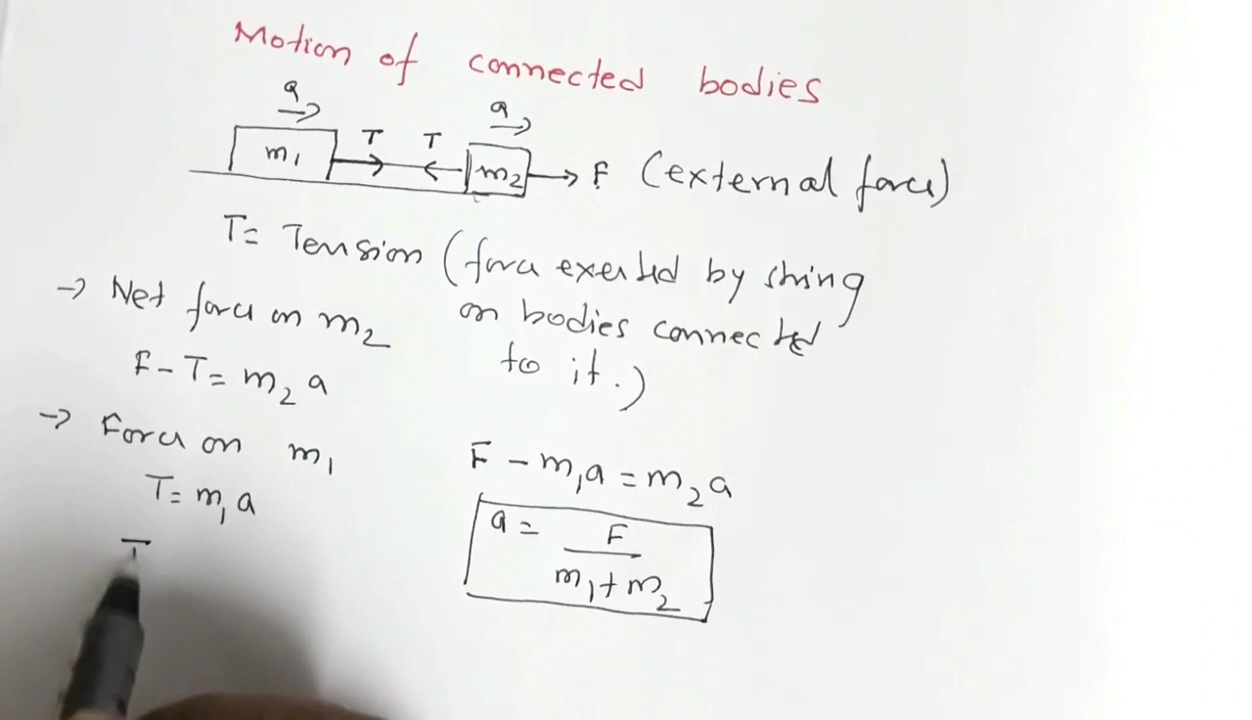 Motion of connected bodies
a a
m₁ T T m₂ F (external force)
T = Tension (force exerted by string
on bodies connected
to it.)
→ Net force on m₂
F - T = m₂ a
→ Force on m₁
T = m₁ a
T
F - m₁a = m₂ a
a = F / m₁ + m₂